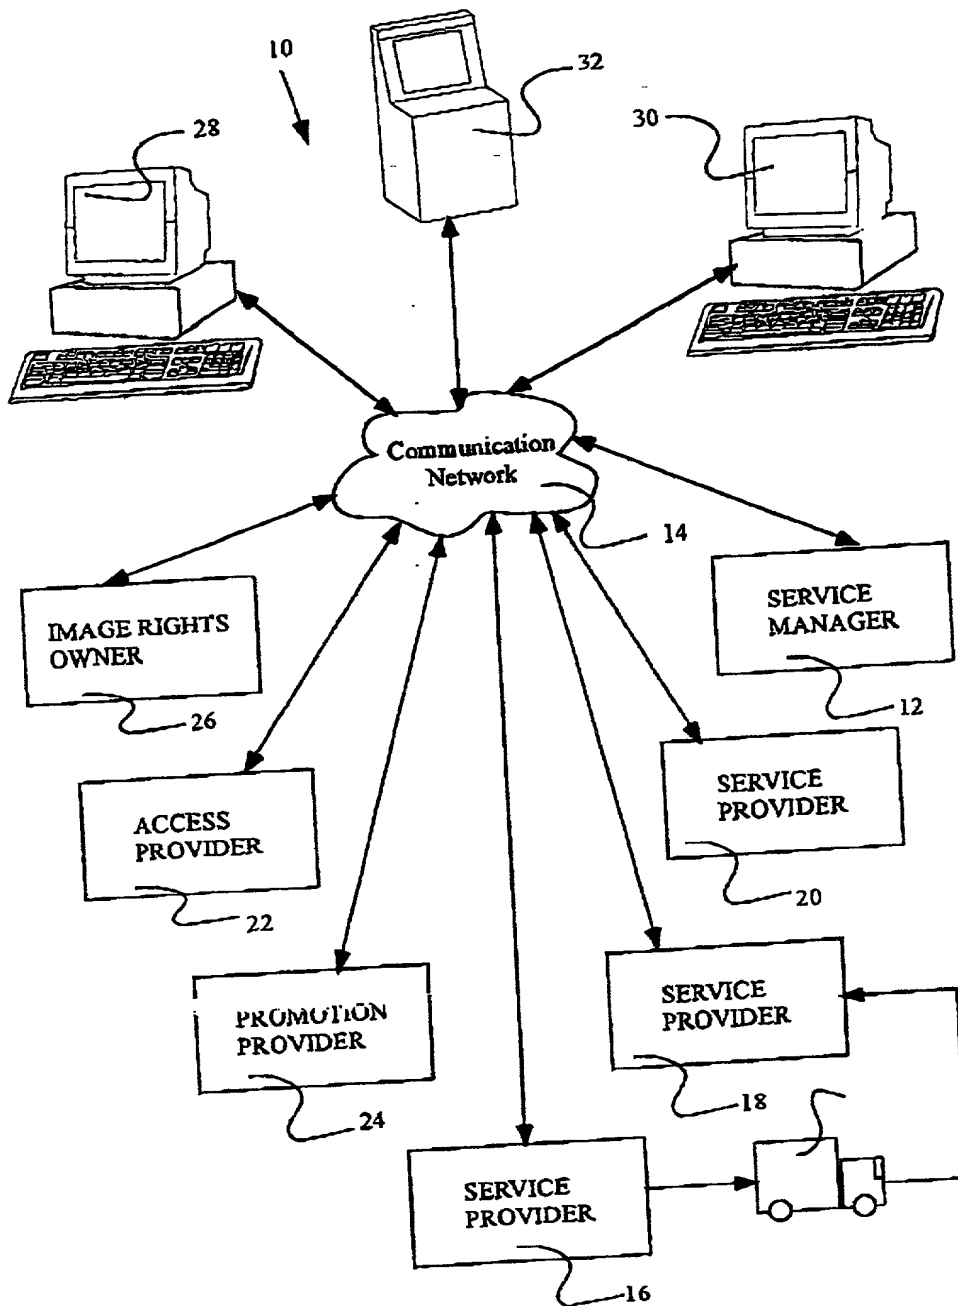 10
32
28
30
Communication
Network
14
IMAGE RIGHTS
OWNER
26
SERVICE
MANAGER
12
ACCESS
PROVIDER
22
SERVICE
PROVIDER
20
PROMOTION
PROVIDER
24
SERVICE
PROVIDER
18
SERVICE
PROVIDER
16